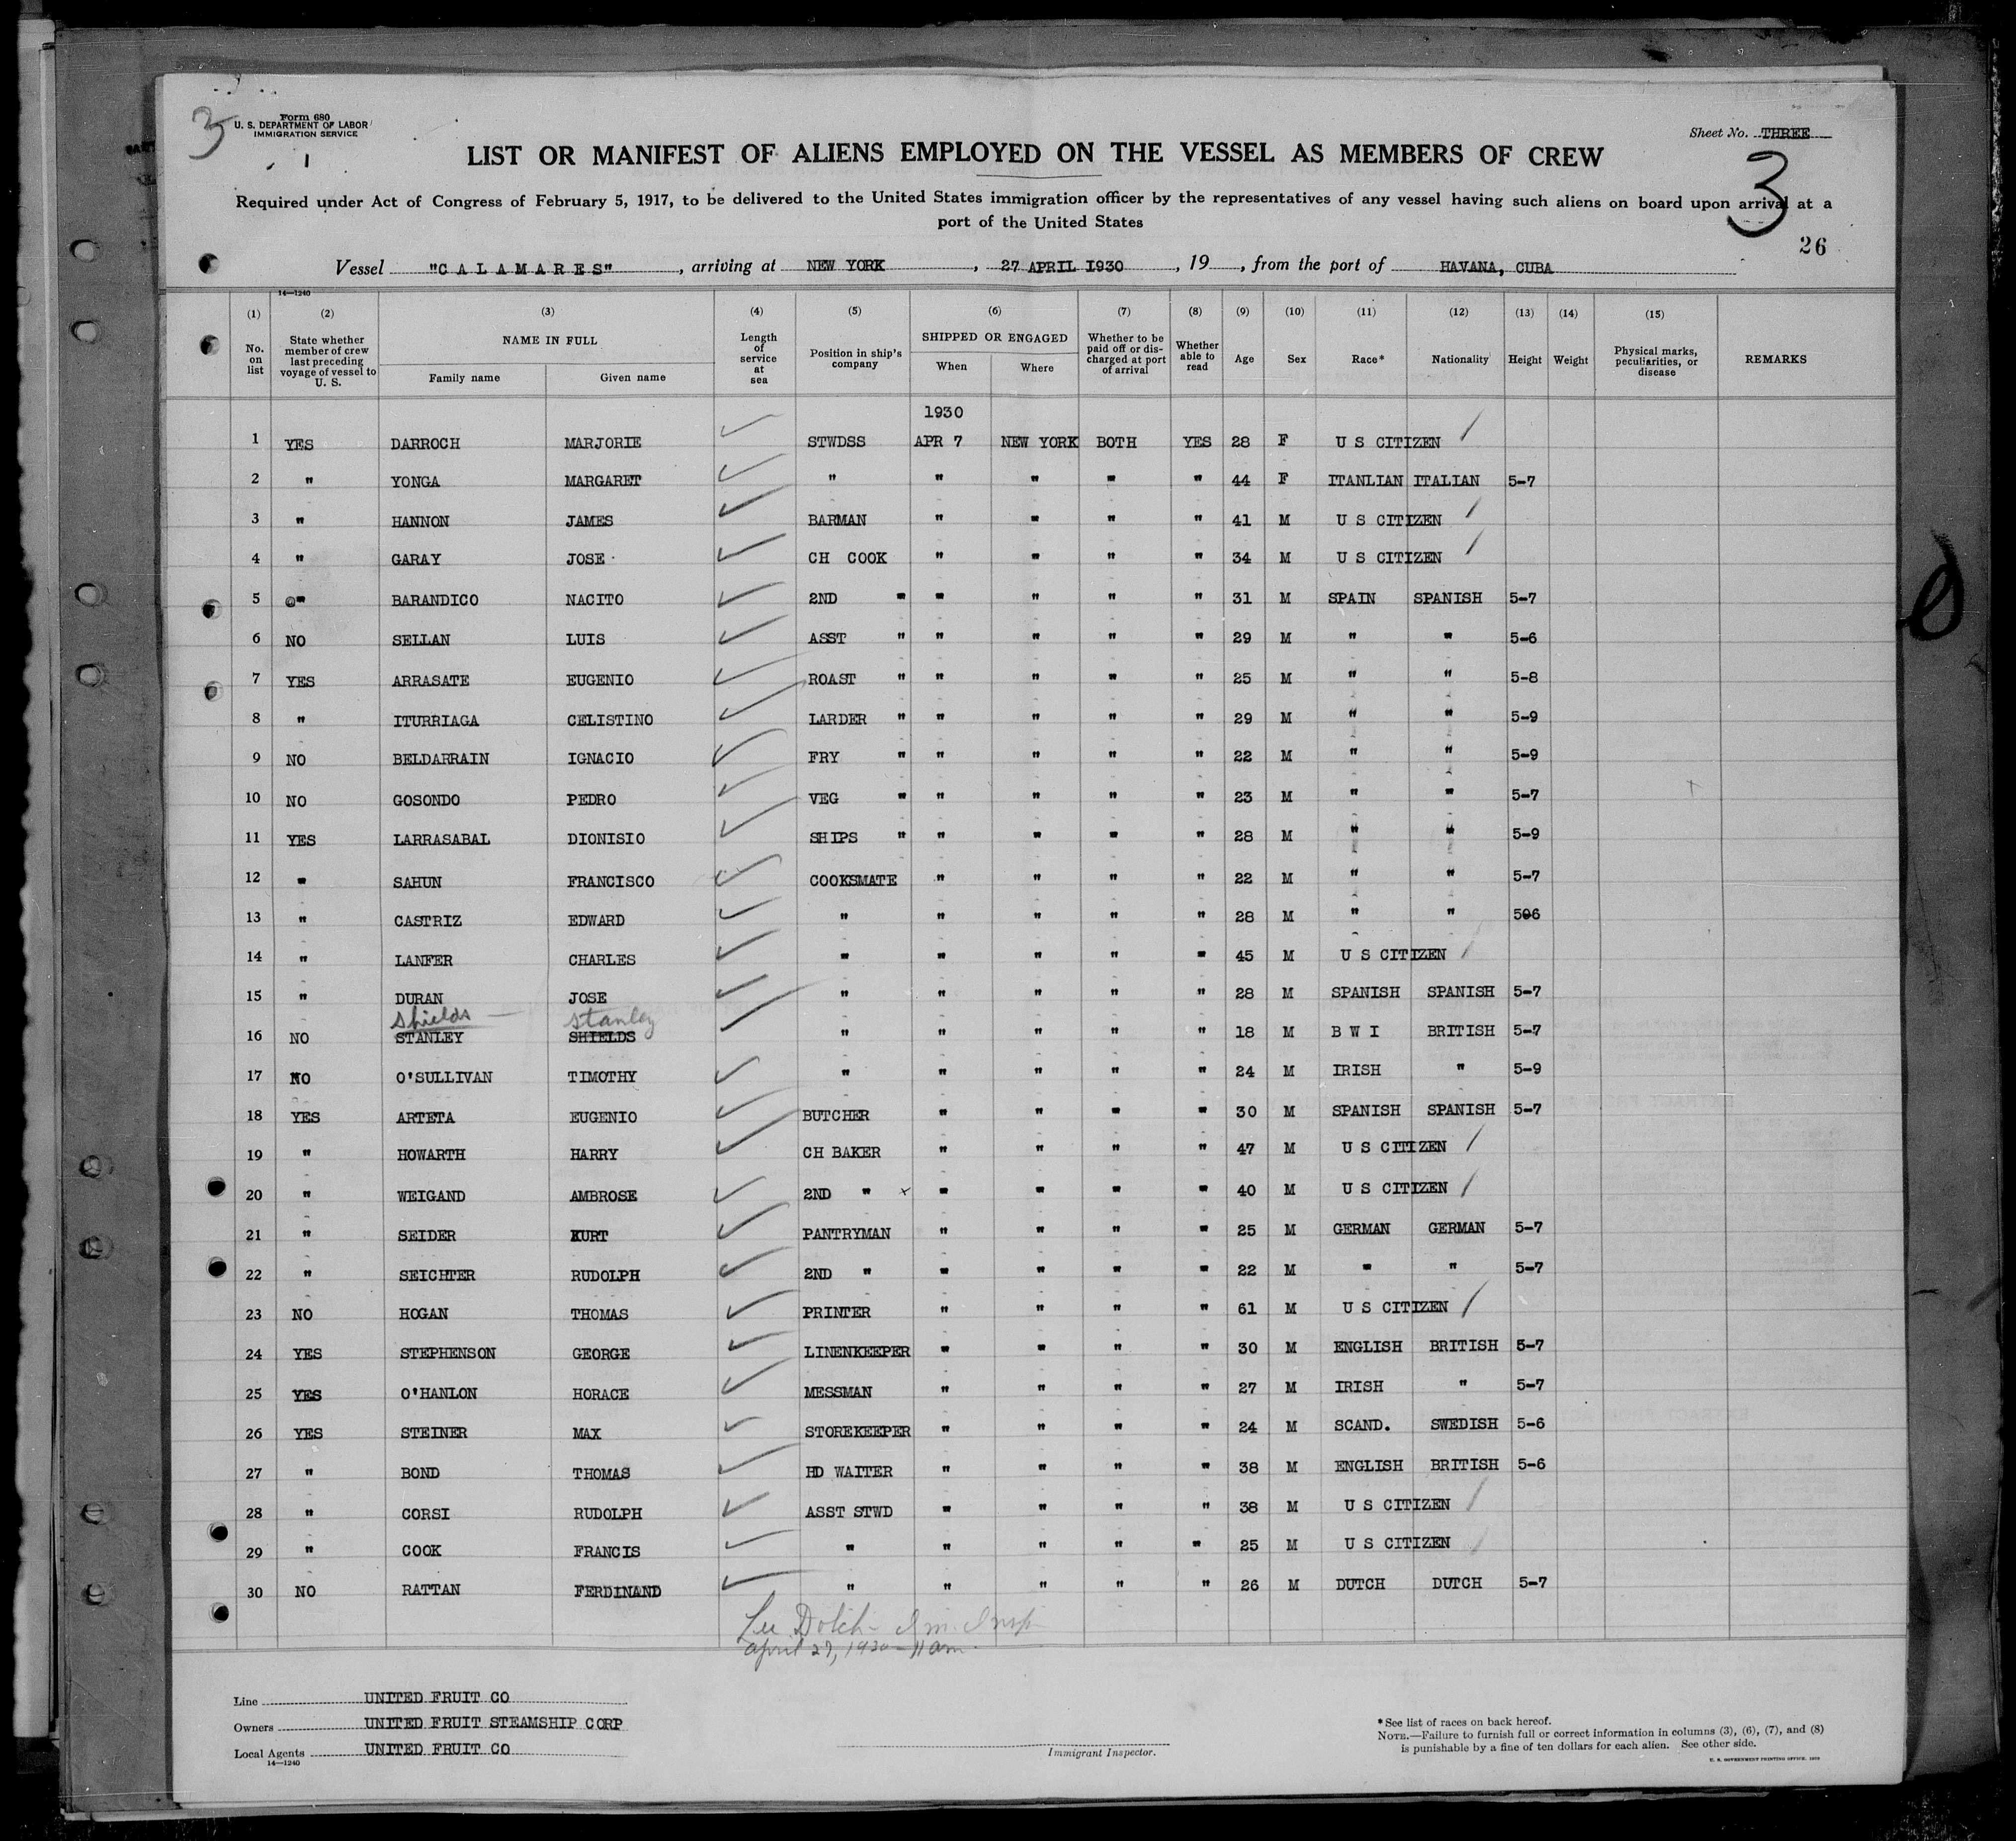 3
Form 680
U. S. DEPARTMENT OF LABOR
IMMIGRATION SERVICE
Sheet No. THREE
LIST OR MANIFEST OF ALIENS EMPLOYED ON THE VESSEL AS MEMBERS OF CREW
3
Required under Act of Congress of February 5, 1917, to be delivered to the United States immigration officer by the representatives of any vessel having such aliens on board upon arrival at a
port of the United States
26
Vessel "CALAMARES", arriving at NEW YORK, 27 APRIL 1930, 19, from the port of HAVANA, CUBA
14—1240
(1) (2) (3) (4) (5) (6) (7) (8) (9) (10) (11) (12) (13) (14) (15)
No. on list State whether member of crew last preceding voyage of vessel to U. S. NAME IN FULL Family name Given name Length of service at sea Position in ship's company SHIPPED OR ENGAGED When Where Whether to be paid off or discharged at port of arrival Whether able to read Age Sex Race* Nationality Height Weight Physical marks, peculiarities, or disease REMARKS
1930
1 YES DARROCH MARJORIE STWDSS APR 7 NEW YORK BOTH YES 28 F U S CITIZEN
2 " YONGA MARGARET " " " " " 44 F ITANLIAN ITALIAN 5-7
3 " HANNON JAMES BARMAN " " " " 41 M U S CITIZEN
4 " GARAY JOSE CH COOK " " " " 34 M U S CITIZEN
5 " BARANDICO NACITO 2ND " " " " " 31 M SPAIN SPANISH 5-7
6 NO SELLAN LUIS ASST " " " " " 29 M " " 5-6
7 YES ARRASATE EUGENIO ROAST " " " " " 25 M " " 5-8
8 " ITURRIAGA CELISTINO LARDER " " " " " 29 M " " 5-9
9 NO BELDARRAIN IGNACIO FRY " " " " " 22 M " " 5-9
10 NO GOSONDO PEDRO VEG " " " " " 23 M " " 5-7
11 YES LARRASABAL DIONISIO SHIPS " " " " " 28 M " " 5-9
12 " SAHUN FRANCISCO COOKSMATE " " " " 22 M " " 5-7
13 " CASTRIZ EDWARD " " " " " 28 M " " 506
14 " LANFER CHARLES " " " " " 45 M U S CITIZEN
15 " DURAN JOSE " " " " " 28 M SPANISH SPANISH 5-7
Shields Stanley
16 NO STANLEY SHIELDS " " " " " 18 M B W I BRITISH 5-7
17 NO O'SULLIVAN TIMOTHY " " " " " 24 M IRISH " 5-9
18 YES ARTETA EUGENIO BUTCHER " " " " 30 M SPANISH SPANISH 5-7
19 " HOWARTH HARRY CH BAKER " " " " 47 M U S CITIZEN
20 " WEIGAND AMBROSE 2ND " x " " " " 40 M U S CITIZEN
21 " SEIDER KURT PANTRYMAN " " " " 25 M GERMAN GERMAN 5-7
22 " SEICHTER RUDOLPH 2ND " " " " " 22 M " " 5-7
23 NO HOGAN THOMAS PRINTER " " " " 61 M U S CITIZEN
24 YES STEPHENSON GEORGE LINENKEEPER " " " " 30 M ENGLISH BRITISH 5-7
25 YES O'HANLON HORACE MESSMAN " " " " 27 M IRISH " 5-7
26 YES STEINER MAX STOREKEEPER " " " " 24 M SCAND. SWEDISH 5-6
27 " BOND THOMAS HD WAITER " " " " 38 M ENGLISH BRITISH 5-6
28 " CORSI RUDOLPH ASST STWD " " " " 38 M U S CITIZEN
29 " COOK FRANCIS " " " " " 25 M U S CITIZEN
30 NO RATTAN FERDINAND " " " " " 26 M DUTCH DUTCH 5-7
Lee Dolch - Im. Insp
April 27, 1930 - 11 am.
Line UNITED FRUIT CO
Owners UNITED FRUIT STEAMSHIP CORP
Local Agents UNITED FRUIT CO
14—1240
Immigrant Inspector.
*See list of races on back hereof.
NOTE.—Failure to furnish full or correct information in columns (3), (6), (7), and (8)
is punishable by a fine of ten dollars for each alien. See other side.
U. S. GOVERNMENT PRINTING OFFICE